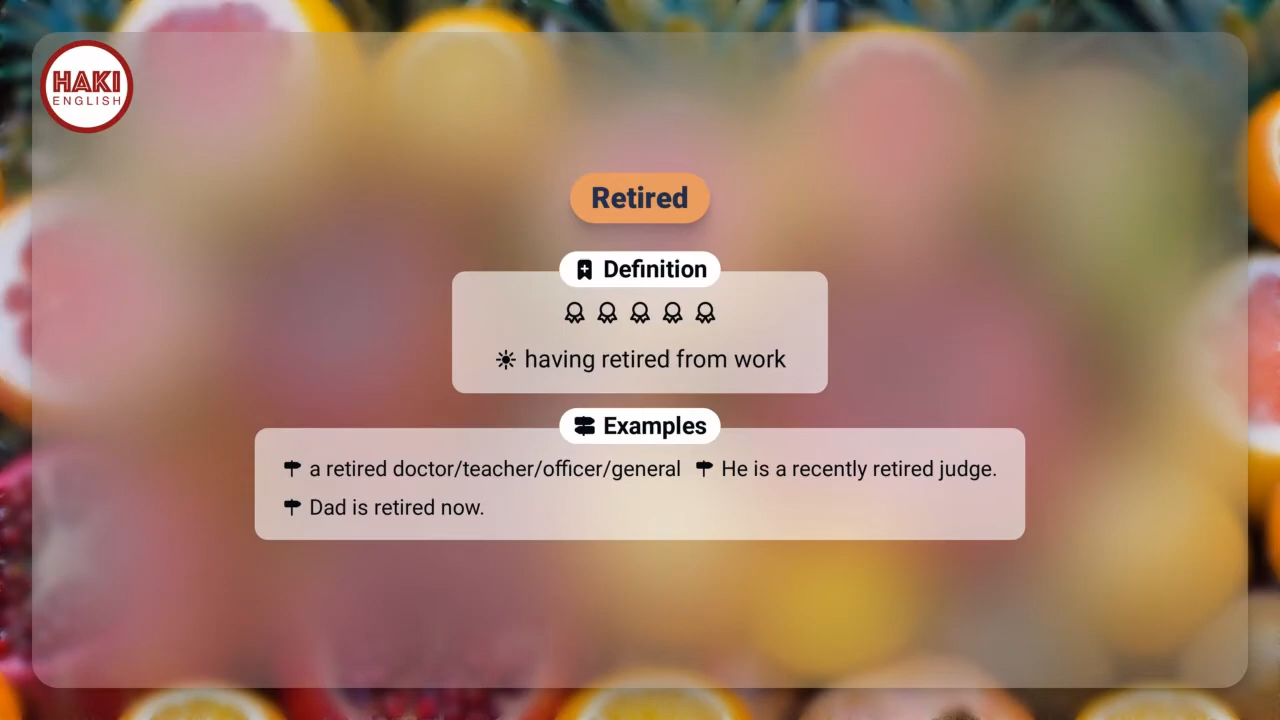 HAKI
ENGLISH
Retired
Definition
having retired from work
Examples
a retired doctor/teacher/officer/general He is a recently retired judge.
Dad is retired now.